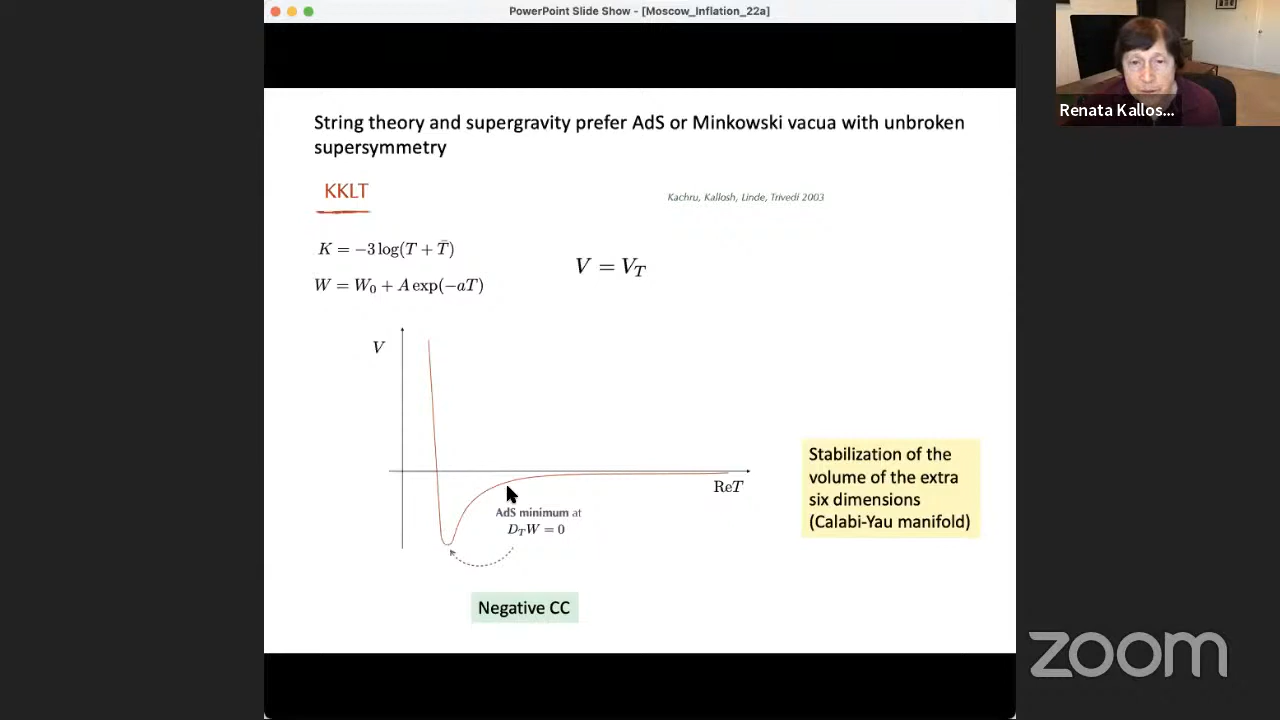 PowerPoint Slide Show - [Moscow_Inflation_22a]
Renata Kallos...
String theory and supergravity prefer AdS or Minkowski vacua with unbroken
supersymmetry
KKLT
Kachru, Kallosh, Linde, Trivedi 2003
K = −3 log(T + T̄)
V = V_T
W = W₀ + A exp(−aT)
V
ReT
AdS minimum at
D_T W = 0
Stabilization of the
volume of the extra
six dimensions
(Calabi-Yau manifold)
Negative CC
zoom